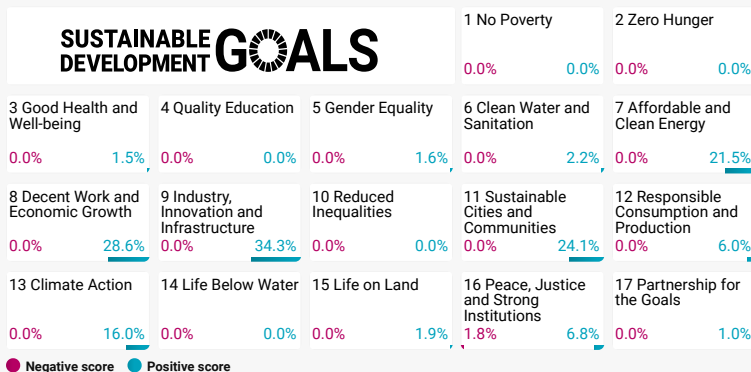 SUSTAINABLE
DEVELOPMENT
GOALS
1 No Poverty
0.0% 0.0%
2 Zero Hunger
0.0% 0.0%
3 Good Health and
Well-being
0.0% 1.5%
4 Quality Education
0.0% 0.0%
5 Gender Equality
0.0% 1.6%
6 Clean Water and
Sanitation
0.0% 2.2%
7 Affordable and
Clean Energy
0.0% 21.5%
8 Decent Work and
Economic Growth
0.0% 28.6%
9 Industry,
Innovation and
Infrastructure
0.0% 34.3%
10 Reduced
Inequalities
0.0% 0.0%
11 Sustainable
Cities and
Communities
0.0% 24.1%
12 Responsible
Consumption and
Production
0.0% 6.0%
13 Climate Action
0.0% 16.0%
14 Life Below Water
0.0% 0.0%
15 Life on Land
0.0% 1.9%
16 Peace, Justice
and Strong
Institutions
1.8% 6.8%
17 Partnership for
the Goals
0.0% 1.0%
Negative score Positive score